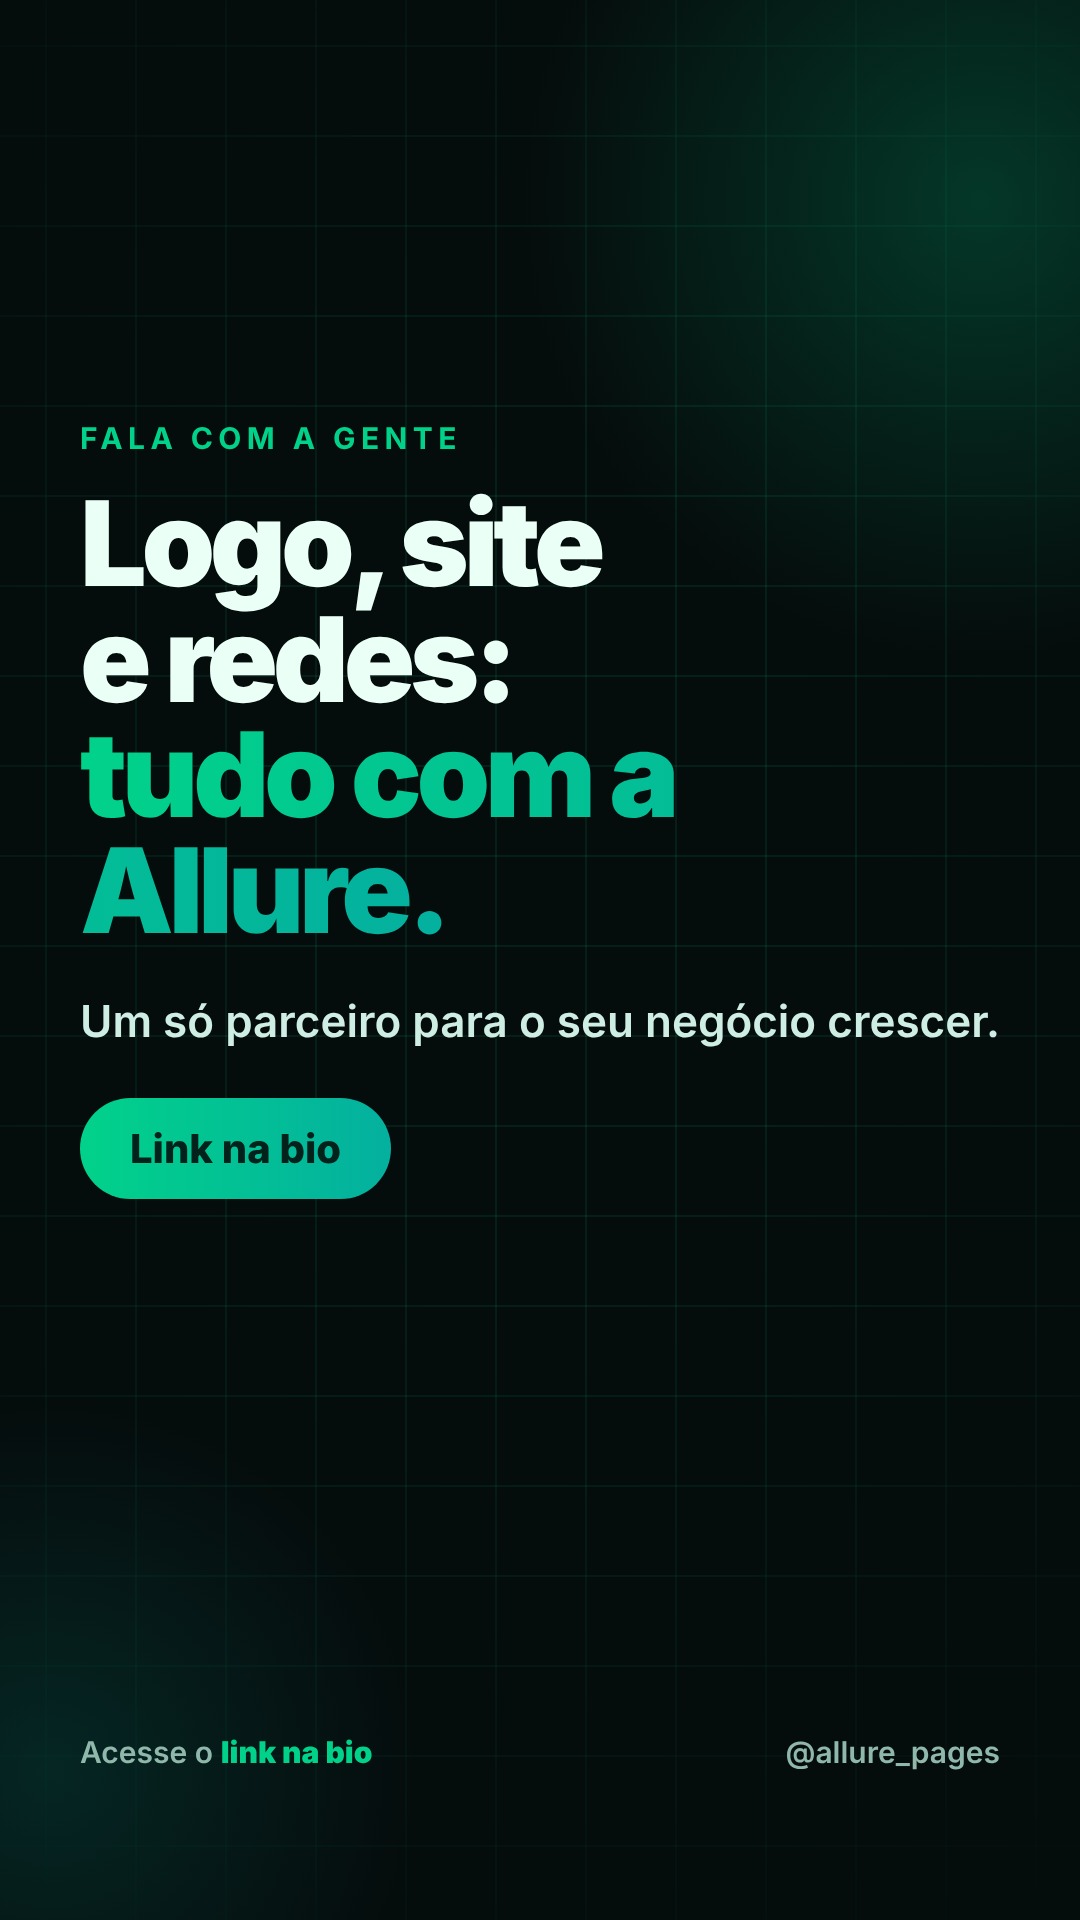 FALA COM A GENTE
Logo, site
e redes:
tudo com a
Allure.
Um só parceiro para o seu negócio crescer.
Link na bio
Acesse o link na bio
@allure_pages